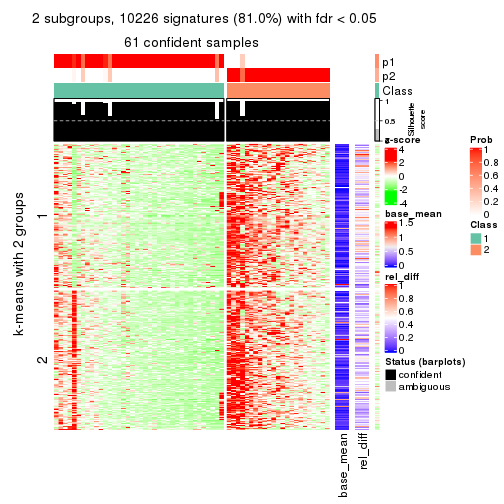 2 subgroups, 10226 signatures (81.0%) with fdr < 0.05
61 confident samples
p1
p2
Class
1
0.5
0
Silhouette
score
k-means with 2 groups
1
2
base_mean
rel_diff
z-score
4
2
0
-2
-4
base_mean
1.5
1
0.5
0
rel_diff
1
0.8
0.6
0.4
0.2
0
Status (barplots)
confident
ambiguous
Prob
1
0.8
0.6
0.4
0.2
0
Class
1
2